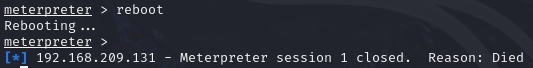 meterpreter > reboot
Rebooting...
meterpreter >
[*] 192.168.209.131 - Meterpreter session 1 closed.  Reason: Died